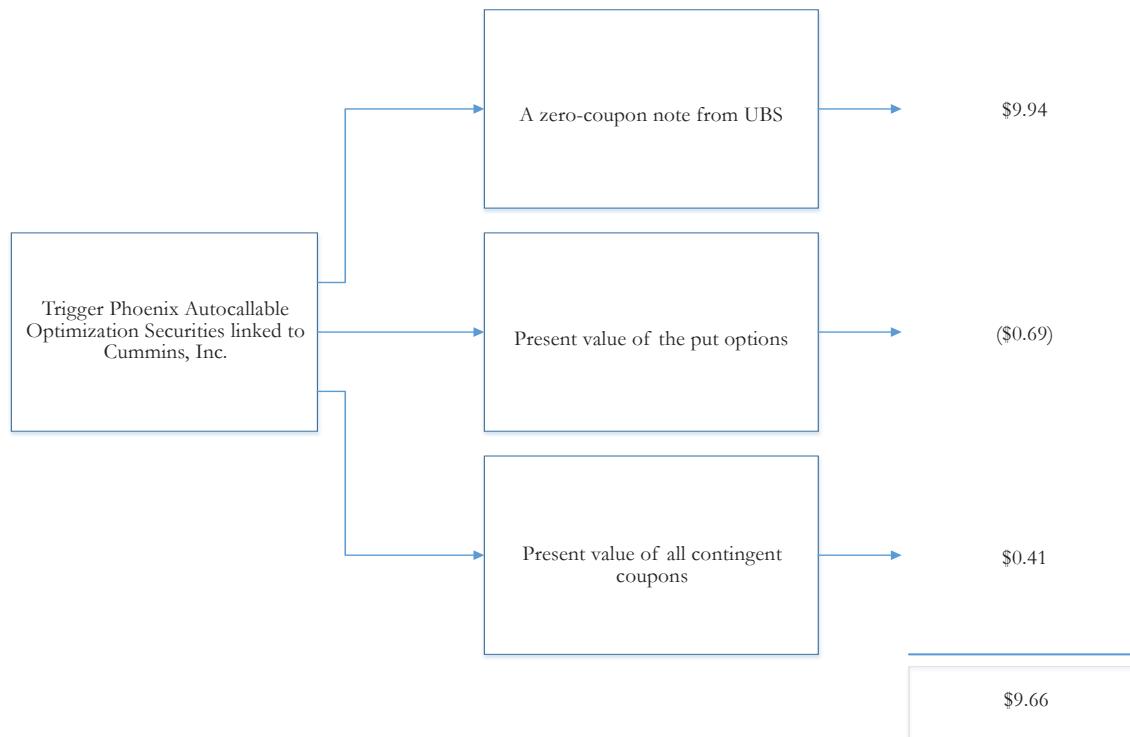 A zero-coupon note from UBS
$9.94
Trigger Phoenix Autocallable
Optimization Securities linked to
Cummins, Inc.
Present value of the put options
($0.69)
Present value of all contingent
coupons
$0.41
$9.66